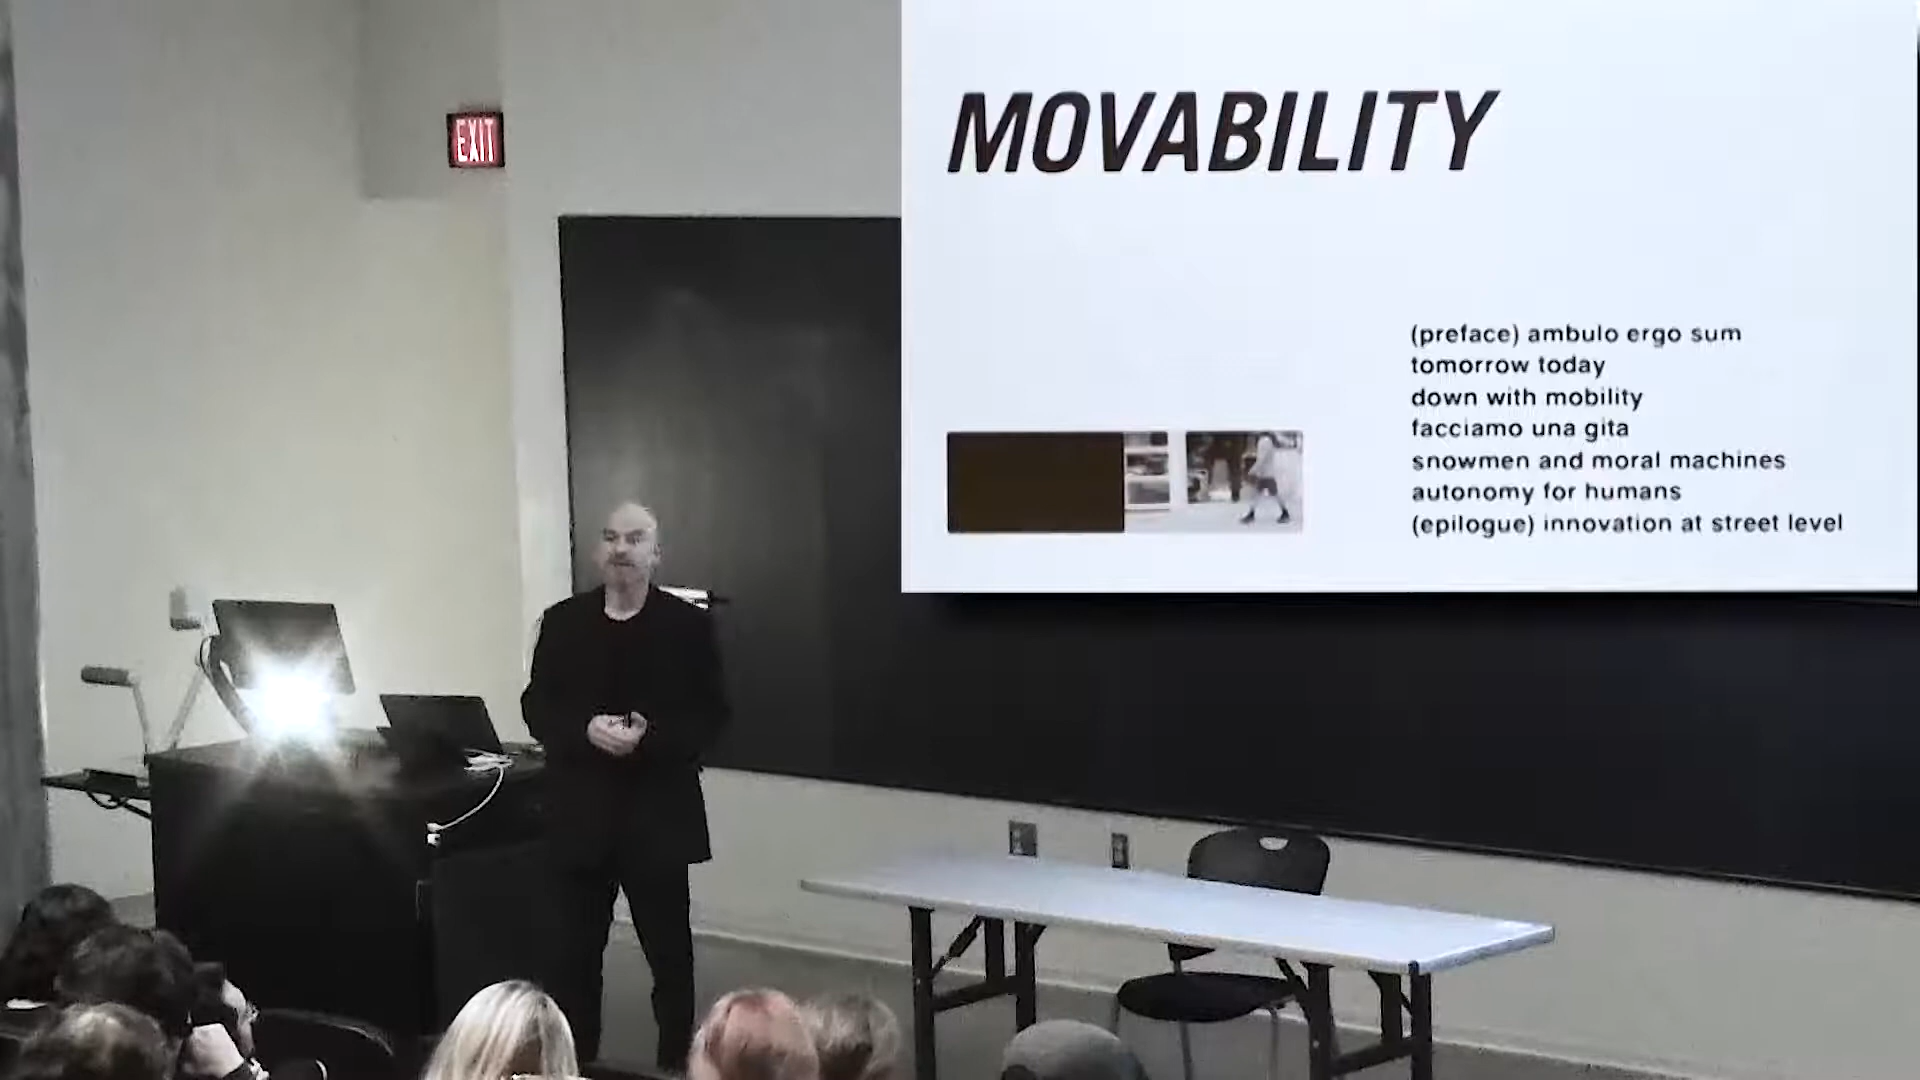 EXIT
MOVABILITY
(preface) ambulo ergo sum
tomorrow today
down with mobility
facciamo una gita
snowmen and moral machines
autonomy for humans
(epilogue) innovation at street level